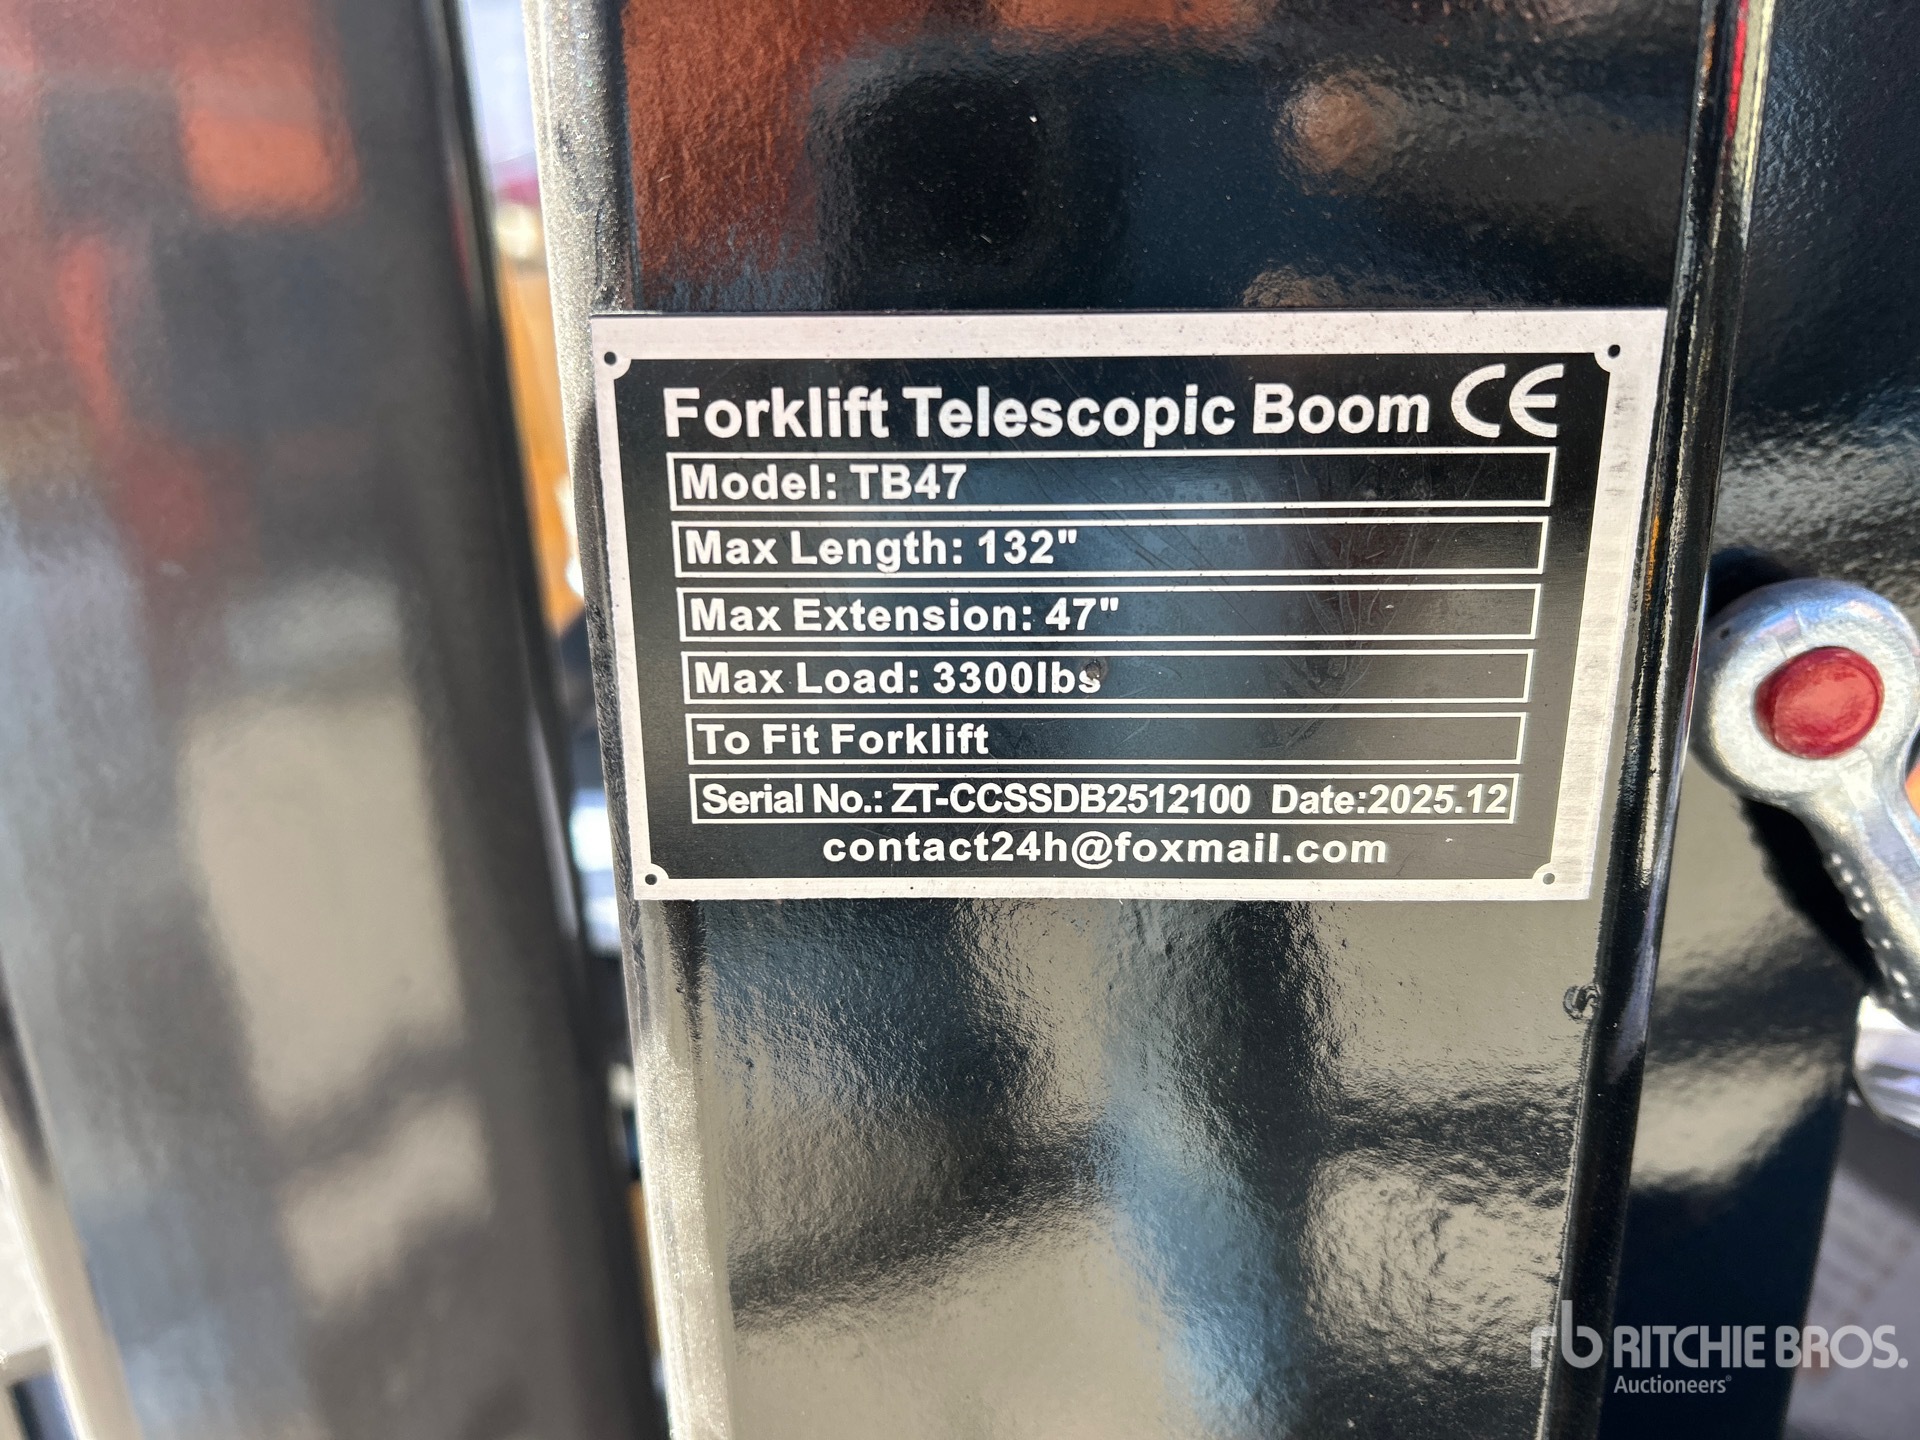 Forklift Telescopic Boom CE
Model: TB47
Max Length: 132"
Max Extension: 47"
Max Load: 3300lbs
To Fit Forklift
Serial No.: ZT-CCSSDB2512100 Date:2025.12
contact24h@foxmail.com
rb RITCHIE BROS.
Auctioneers®